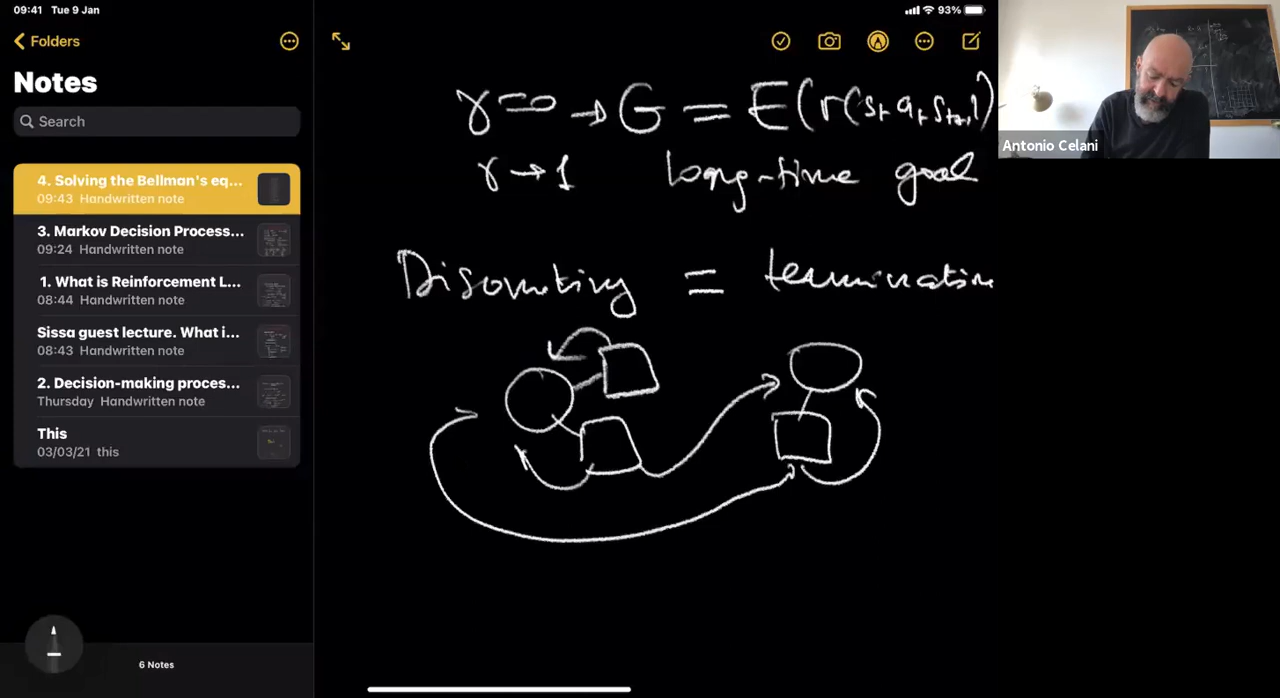 09:41 Tue 9 Jan
93%
Folders
Notes
Search
4. Solving the Bellman's eq...
09:43 Handwritten note
3. Markov Decision Process...
09:24 Handwritten note
1. What is Reinforcement L...
08:44 Handwritten note
Sissa guest lecture. What i...
08:43 Handwritten note
2. Decision-making proces...
Thursday Handwritten note
This
03/03/21 this
6 Notes
γ=0 → G = E(r(st at st+1)
γ → 1 long-time goal
Discounting = termination
Antonio Celani